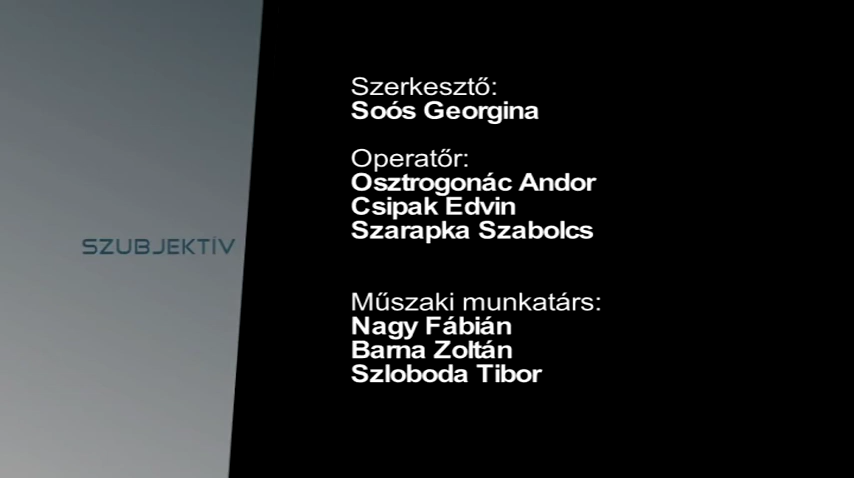 SZUBJEKTÍV
Szerkesztő:
Soós Georgina
Operatőr:
Osztrogonác Andor
Csipak Edvin
Szarapka Szabolcs
Műszaki munkatárs:
Nagy Fábián
Barna Zoltán
Szloboda Tibor